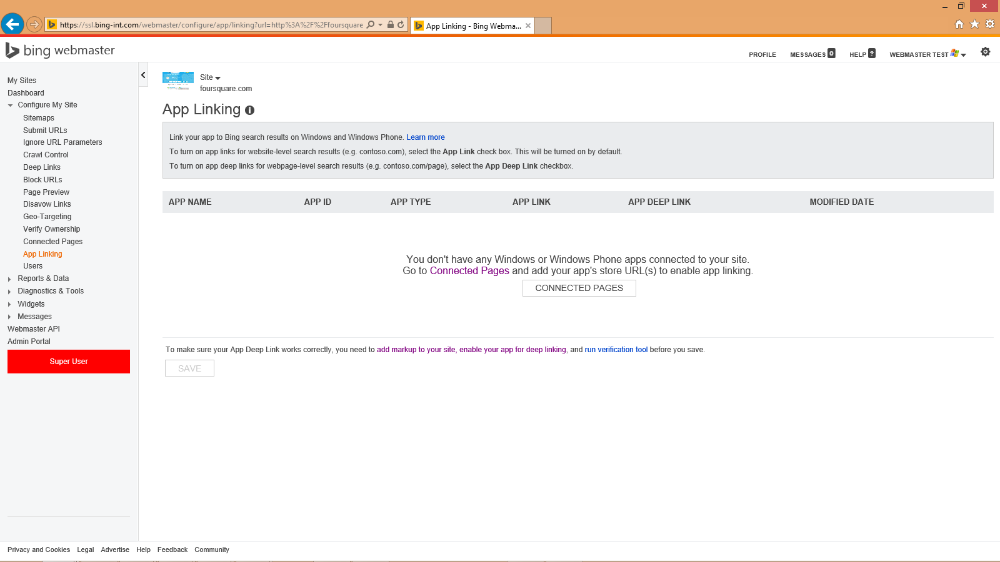 https://ssl.bing-int.com/webmaster/configure/app/linking?url=http%3A%2F%2Ffoursquare
App Linking - Bing Webma...
bing webmaster
PROFILE
MESSAGES 0
HELP ?
WEBMASTER TEST
My Sites
Dashboard
Configure My Site
Sitemaps
Submit URLs
Ignore URL Parameters
Crawl Control
Deep Links
Block URLs
Page Preview
Disavow Links
Geo-Targeting
Verify Ownership
Connected Pages
App Linking
Users
Reports & Data
Diagnostics & Tools
Widgets
Messages
Webmaster API
Admin Portal
Super User
Site
foursquare.com
App Linking
Link your app to Bing search results on Windows and Windows Phone. Learn more
To turn on app links for website-level search results (e.g. contoso.com), select the App Link check box. This will be turned on by default.
To turn on app deep links for webpage-level search results (e.g. contoso.com/page), select the App Deep Link checkbox.
APP NAME APP ID APP TYPE APP LINK APP DEEP LINK MODIFIED DATE
You don't have any Windows or Windows Phone apps connected to your site.
Go to Connected Pages and add your app's store URL(s) to enable app linking.
CONNECTED PAGES
To make sure your App Deep Link works correctly, you need to add markup to your site, enable your app for deep linking, and run verification tool before you save.
SAVE
Privacy and Cookies Legal Advertise Help Feedback Community